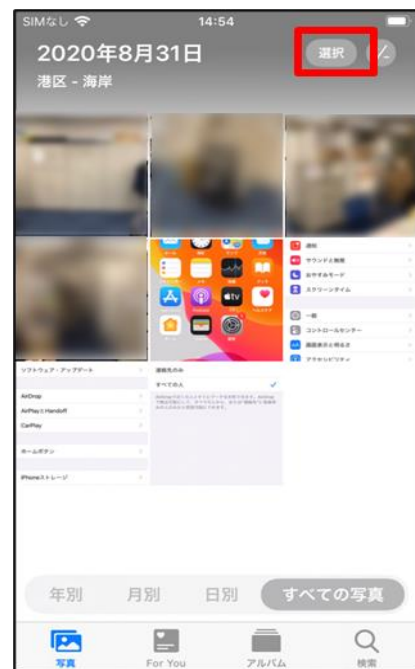 SIMなし 14:54
2020年8月31日
選択
港区 - 海岸
通知
サウンドと触覚
おやすみモード
スクリーンタイム
一般
コントロールセンター
画面表示と明るさ
アクセシビリティ
ソフトウェア・アップデート
AirDrop
AirPlayとHandoff
CarPlay
ホームボタン
iPhoneストレージ
連絡先のみ
すべての人
年別 月別 日別 すべての写真
写真 For You アルバム 検索